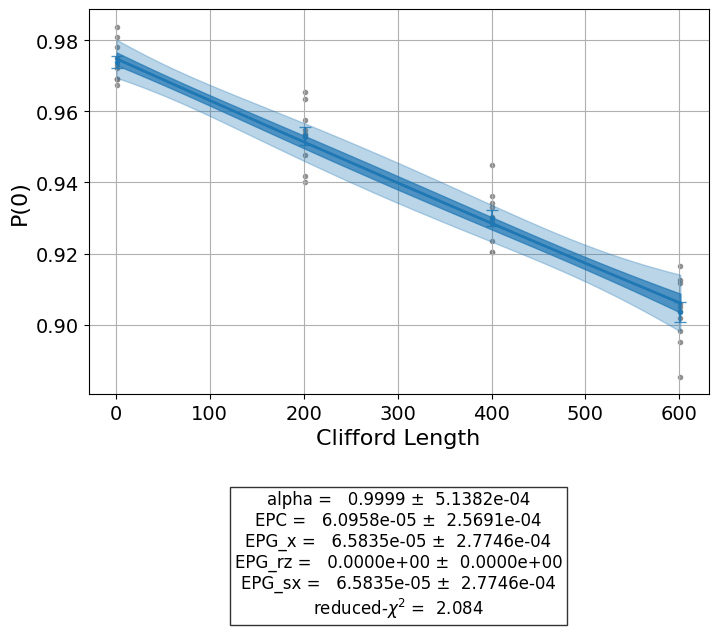 0.98
0.96
0.94
0.92
0.90
P(0)
0 100 200 300 400 500 600
Clifford Length
alpha = 0.9999 ± 5.1382e-04
EPC = 6.0958e-05 ± 2.5691e-04
EPG_x = 6.5835e-05 ± 2.7746e-04
EPG_rz = 0.0000e+00 ± 0.0000e+00
EPG_sx = 6.5835e-05 ± 2.7746e-04
reduced-χ² = 2.084